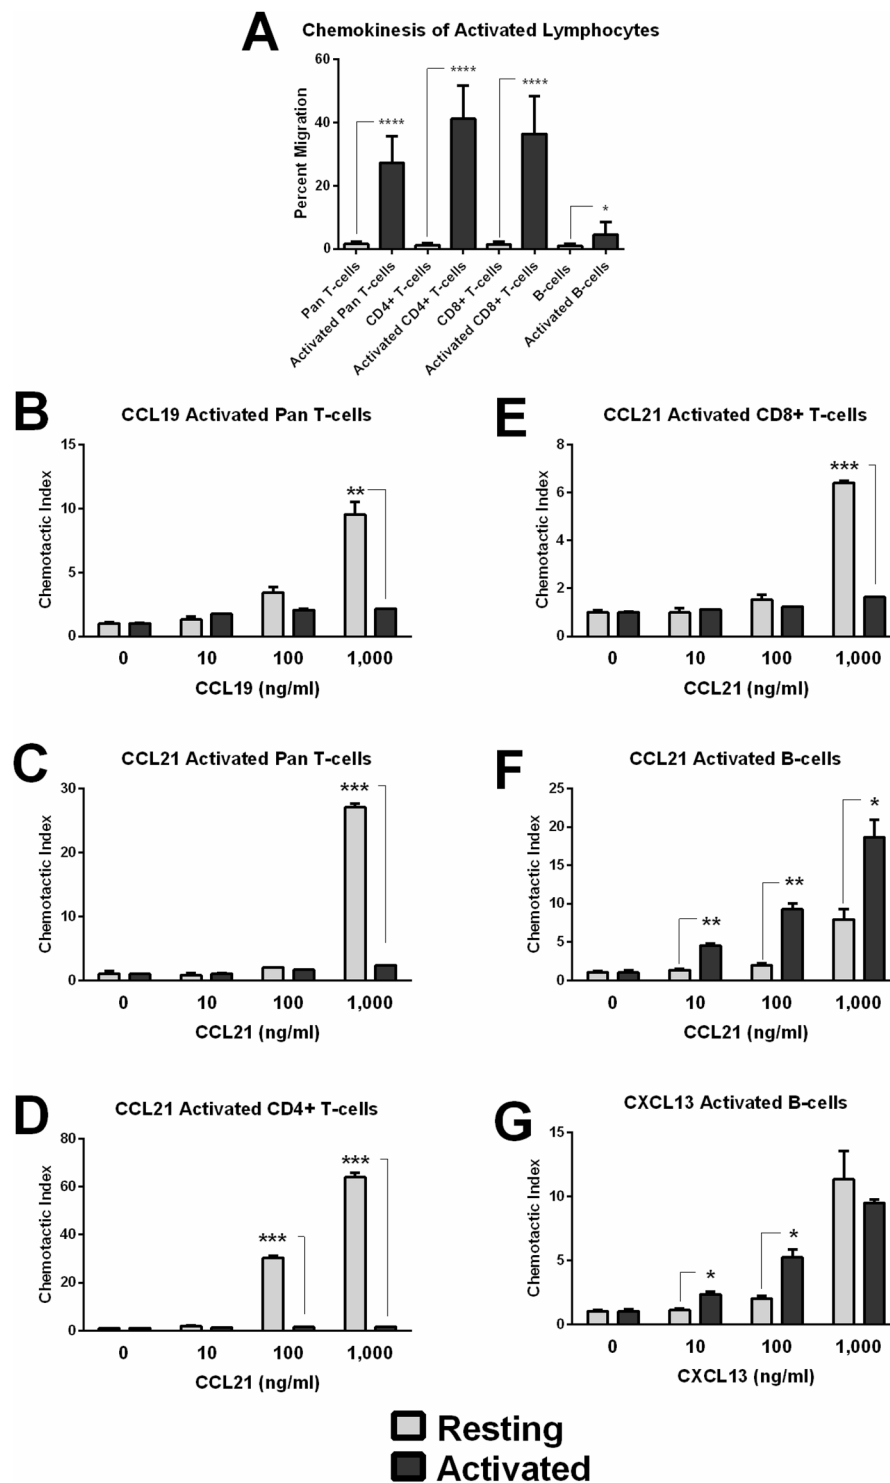 A
Chemokinesis of Activated Lymphocytes
Percent Migration
60
40
20
0
****
****
****
*
Pan T-cells
Activated Pan T-cells
CD4+ T-cells
Activated CD4+ T-cells
CD8+ T-cells
Activated CD8+ T-cells
B-cells
Activated B-cells
B
CCL19 Activated Pan T-cells
Chemotactic Index
15
10
5
0
**
0 10 100 1,000
CCL19 (ng/ml)
C
CCL21 Activated Pan T-cells
Chemotactic Index
30
20
10
0
***
0 10 100 1,000
CCL21 (ng/ml)
D
CCL21 Activated CD4+ T-cells
Chemotactic Index
80
60
40
20
0
***
***
0 10 100 1,000
CCL21 (ng/ml)
E
CCL21 Activated CD8+ T-cells
Chemotactic Index
8
6
4
2
0
***
0 10 100 1,000
CCL21 (ng/ml)
F
CCL21 Activated B-cells
Chemotactic Index
25
20
15
10
5
0
**
**
*
0 10 100 1,000
CCL21 (ng/ml)
G
CXCL13 Activated B-cells
Chemotactic Index
15
10
5
0
*
*
0 10 100 1,000
CXCL13 (ng/ml)
Resting
Activated